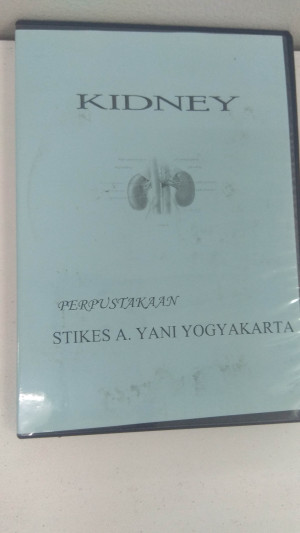 KIDNEY
PERPUSTAKAAN
STIKES A. YANI YOGYAKARTA